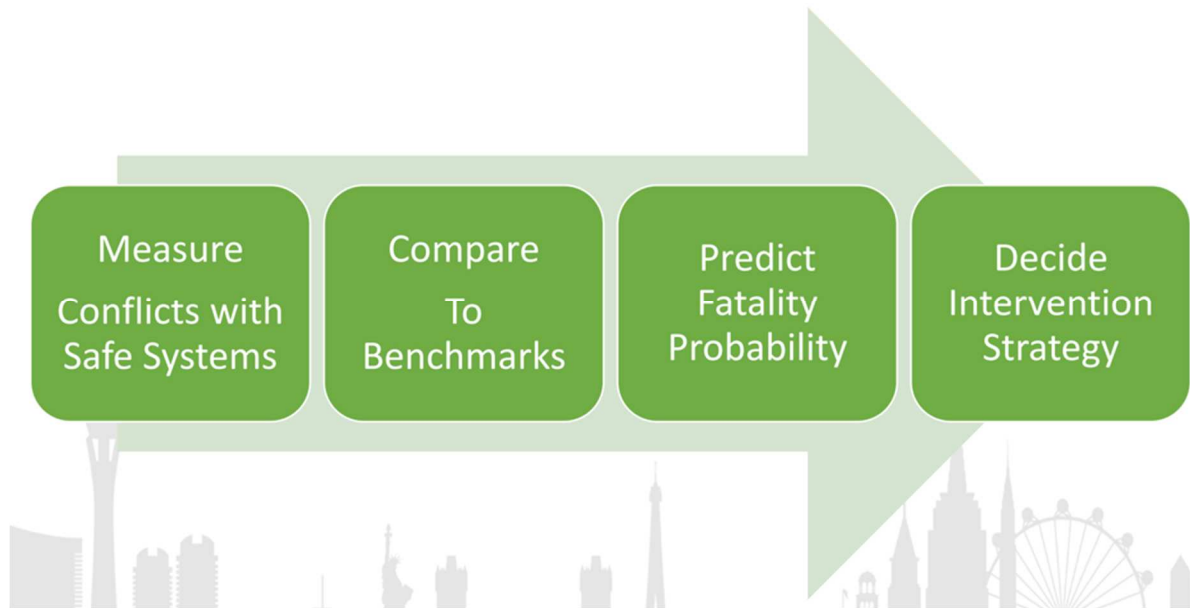 Measure
Conflicts with
Safe Systems
Compare
To
Benchmarks
Predict
Fatality
Probability
Decide
Intervention
Strategy